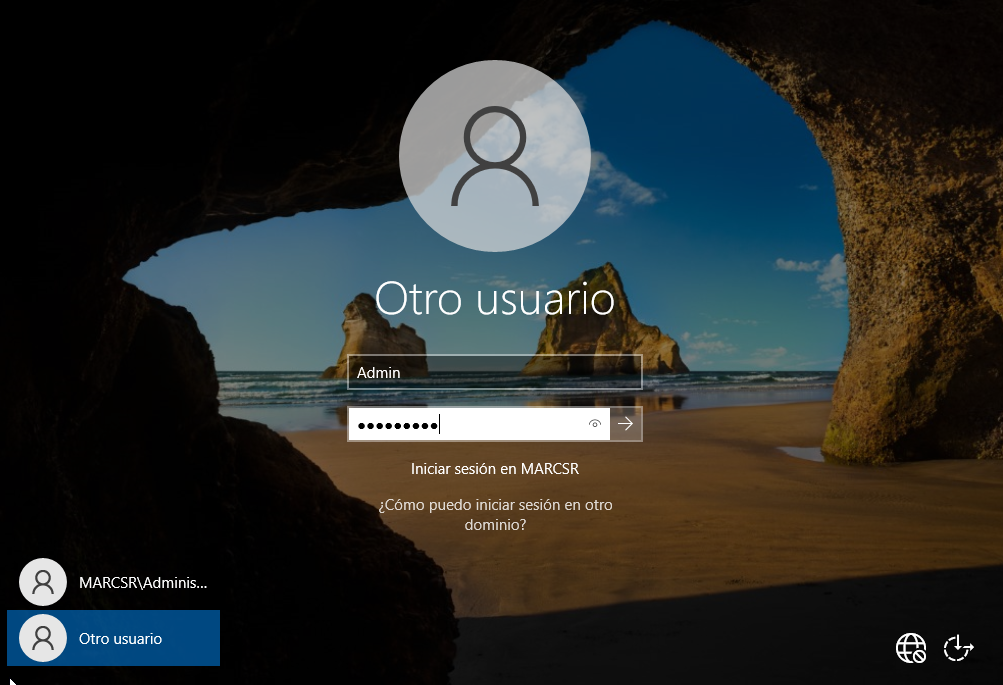 Otro usuario
Admin
Iniciar sesión en MARCSR
¿Cómo puedo iniciar sesión en otro
dominio?
MARCSR\Adminis...
Otro usuario